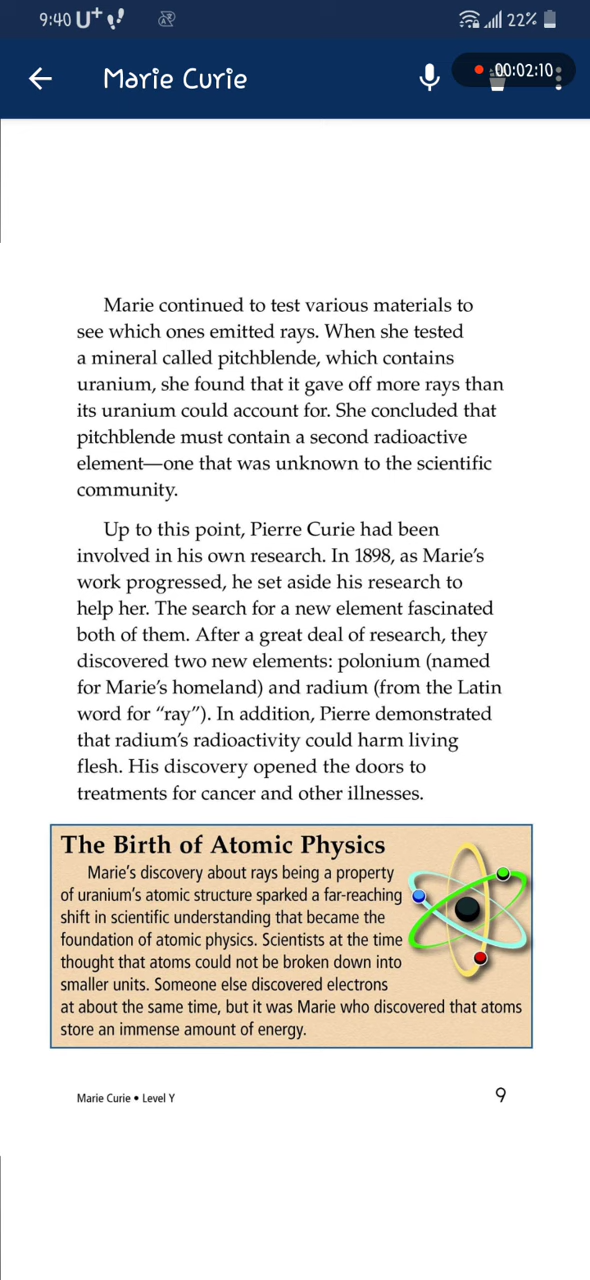 9:40 U+
22%
Marie Curie
00:02:10
Marie continued to test various materials to
see which ones emitted rays. When she tested
a mineral called pitchblende, which contains
uranium, she found that it gave off more rays than
its uranium could account for. She concluded that
pitchblende must contain a second radioactive
element—one that was unknown to the scientific
community.
Up to this point, Pierre Curie had been
involved in his own research. In 1898, as Marie’s
work progressed, he set aside his research to
help her. The search for a new element fascinated
both of them. After a great deal of research, they
discovered two new elements: polonium (named
for Marie’s homeland) and radium (from the Latin
word for “ray”). In addition, Pierre demonstrated
that radium’s radioactivity could harm living
flesh. His discovery opened the doors to
treatments for cancer and other illnesses.
The Birth of Atomic Physics
Marie’s discovery about rays being a property
of uranium’s atomic structure sparked a far-reaching
shift in scientific understanding that became the
foundation of atomic physics. Scientists at the time
thought that atoms could not be broken down into
smaller units. Someone else discovered electrons
at about the same time, but it was Marie who discovered that atoms
store an immense amount of energy.
Marie Curie • Level Y
9